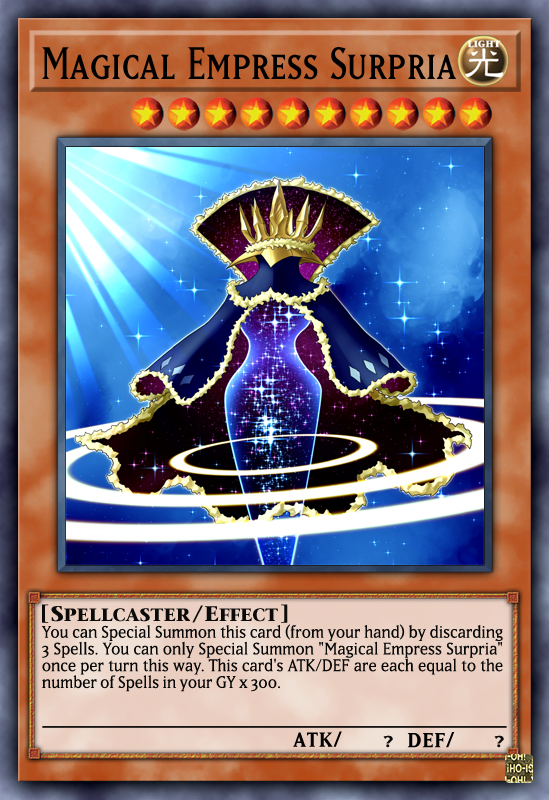 Magical Empress Surpria
LIGHT
光
[Spellcaster/Effect]
You can Special Summon this card (from your hand) by discarding
3 Spells. You can only Special Summon "Magical Empress Surpria"
once per turn this way. This card's ATK/DEF are each equal to the
number of Spells in your GY x 300.
ATK/ ? DEF/ ?